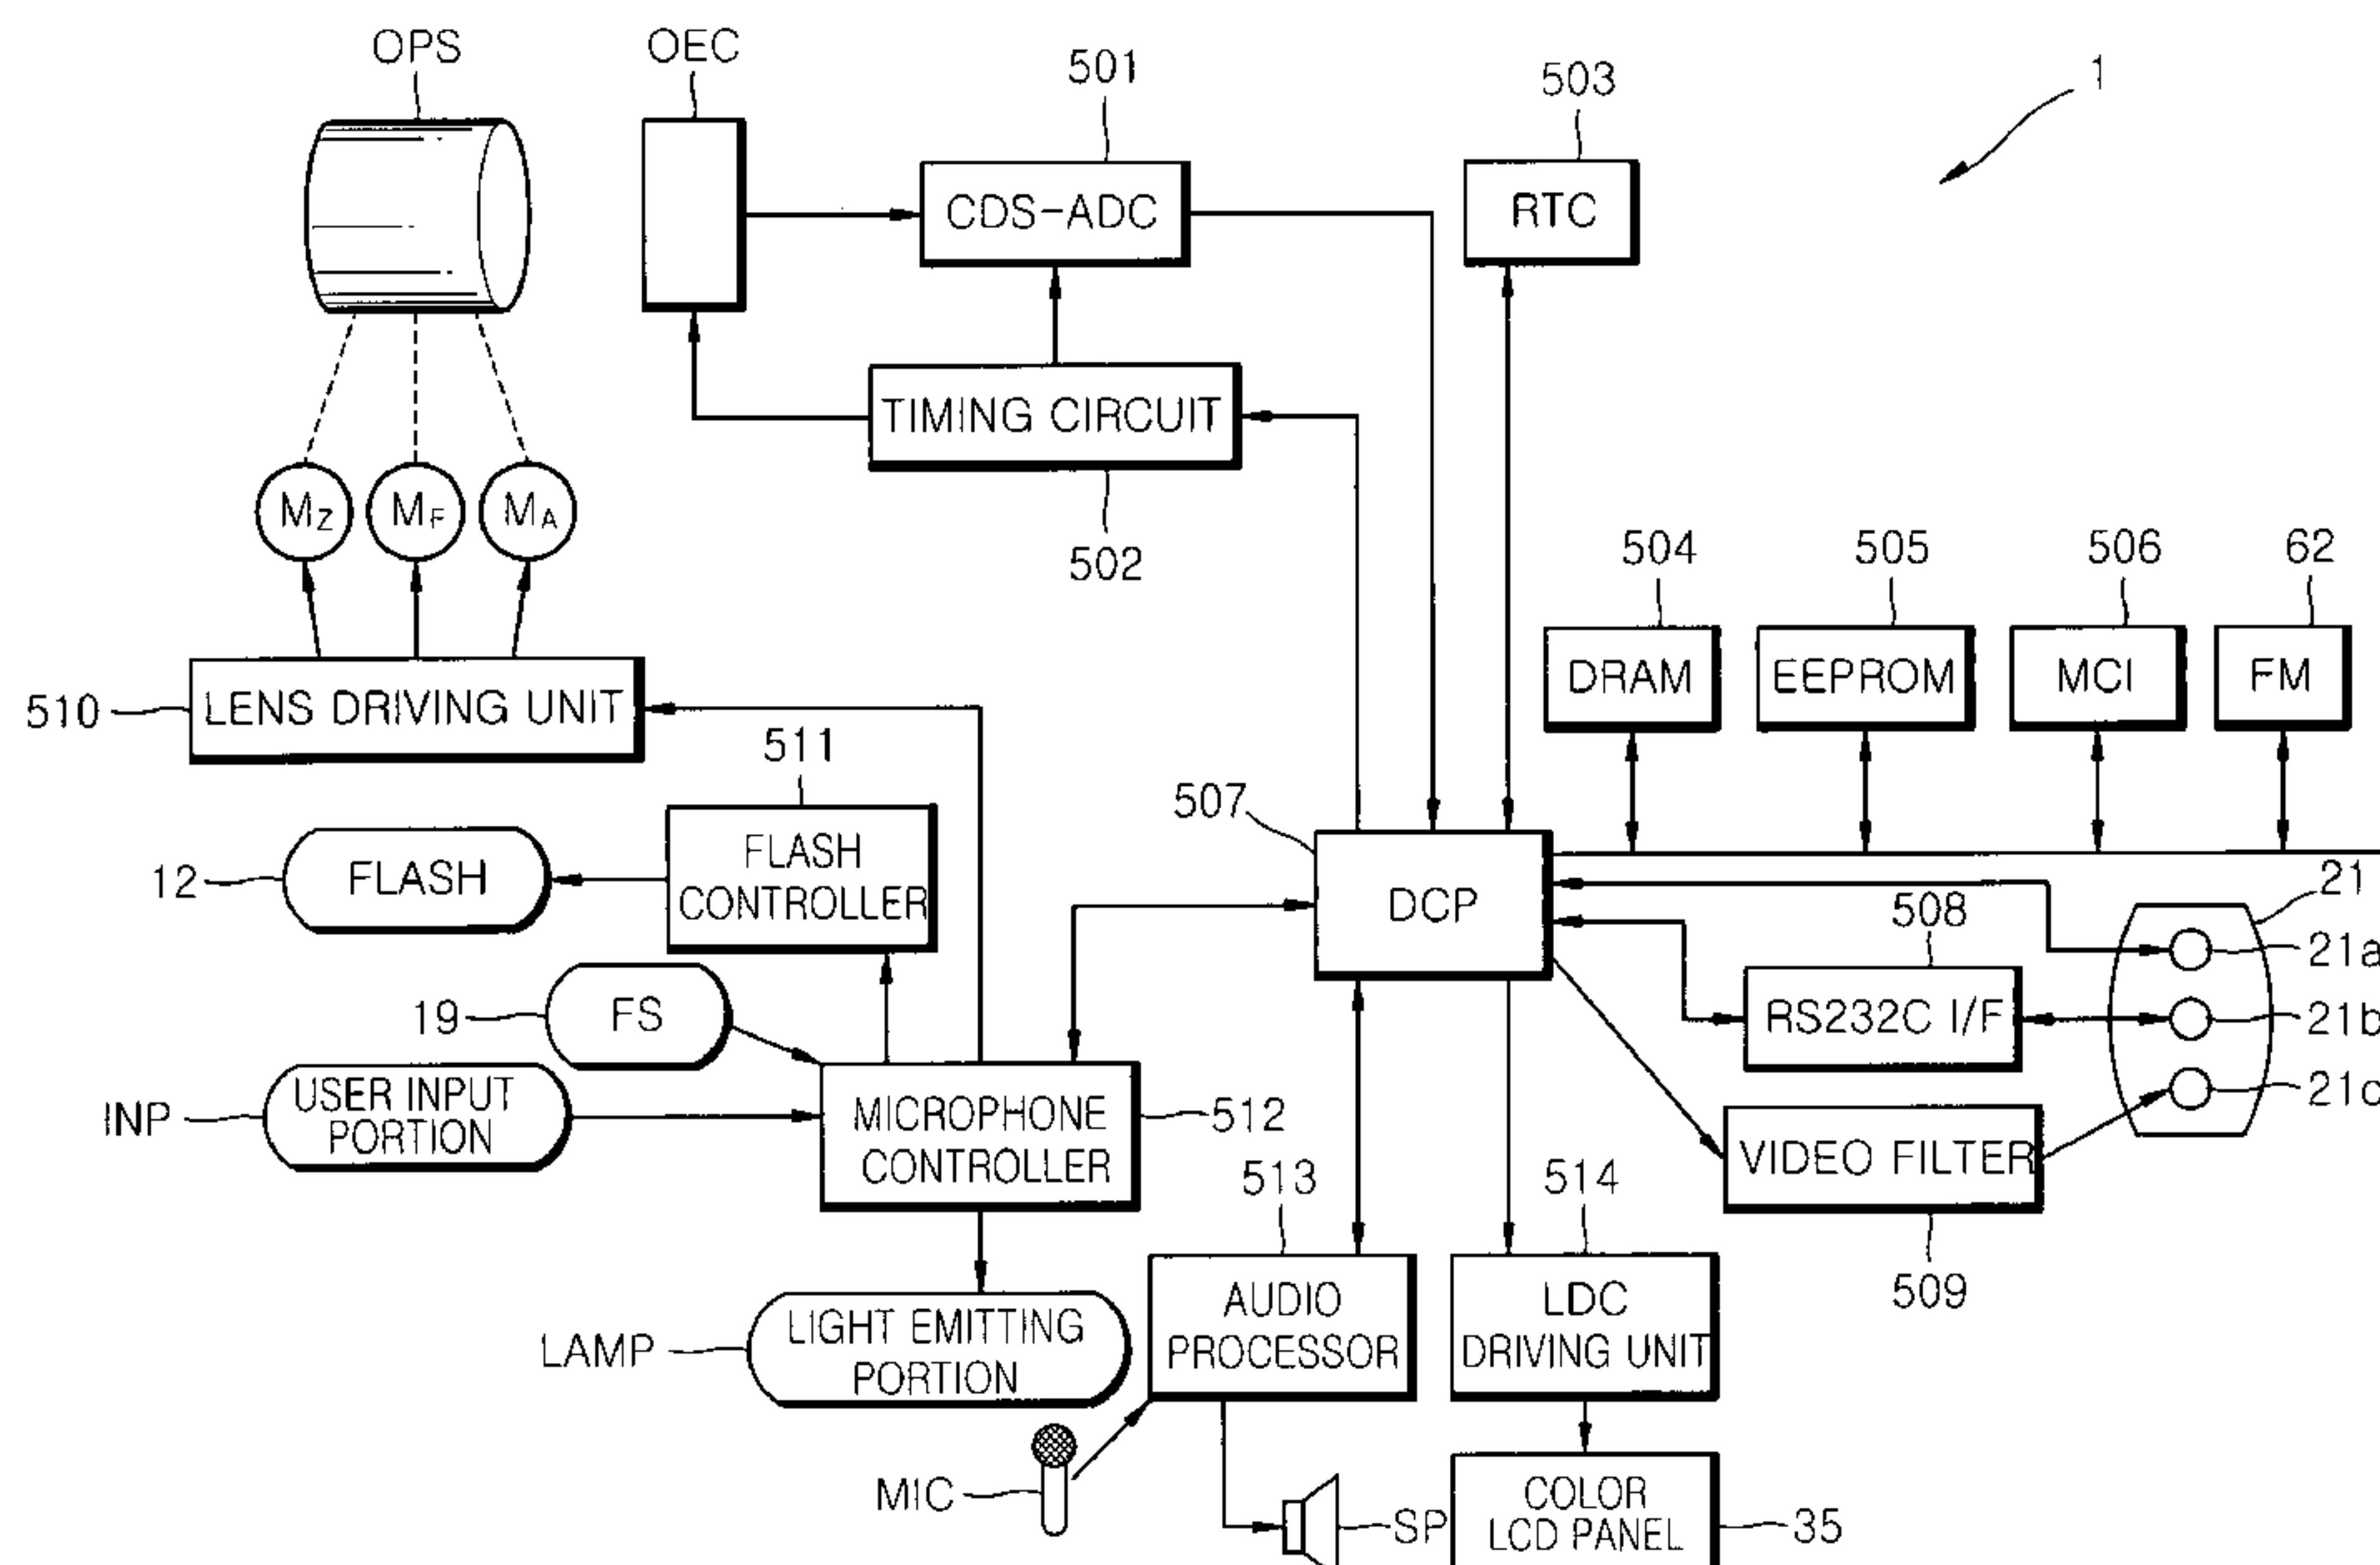 OPS
OEC
501
503
1
CDS-ADC
RTC
TIMING CIRCUIT
502
MZ
MF
MA
504
505
506
62
DRAM
EEPROM
MCI
FM
510
LENS DRIVING UNIT
511
507
12
FLASH
FLASH
CONTROLLER
DCP
21
508
21a
19
FS
RS232C I/F
21b
INP
USER INPUT
PORTION
MICROPHONE
CONTROLLER
512
21c
VIDEO FILTER
513
514
509
LAMP
LIGHT EMITTING
PORTION
AUDIO
PROCESSOR
LDC
DRIVING UNIT
MIC
SP
COLOR
LCD PANEL
35